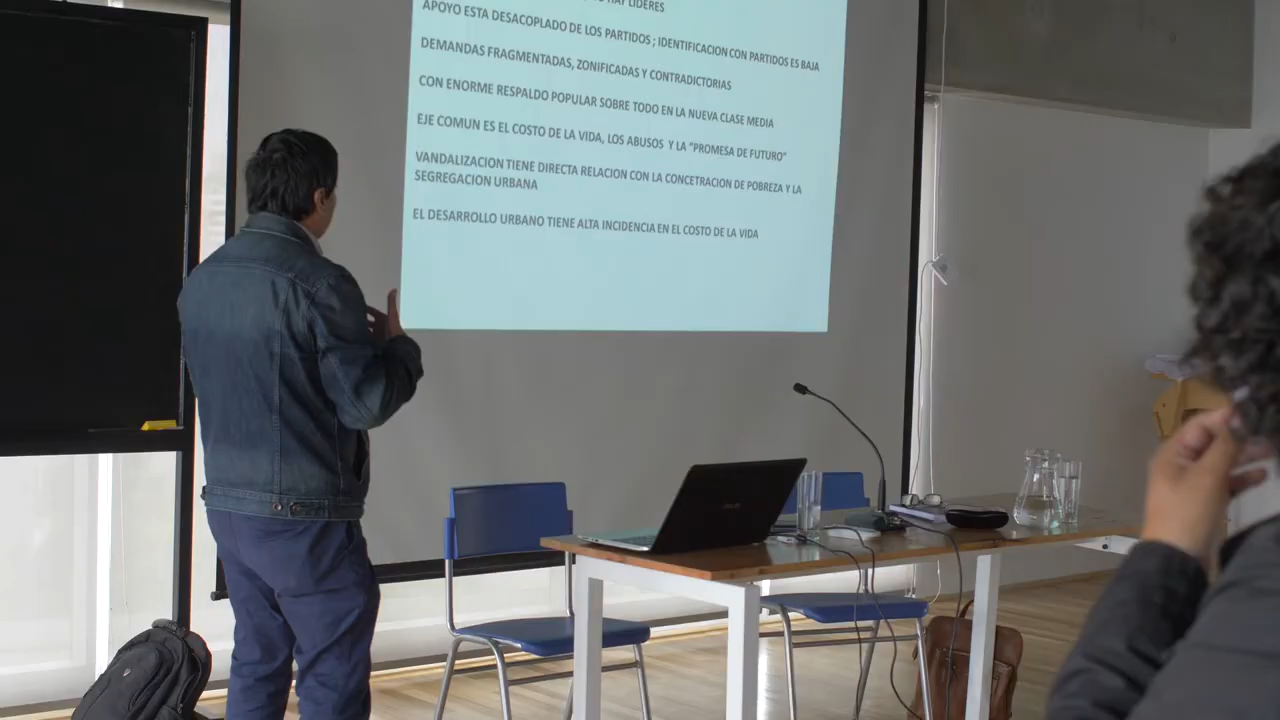 HAY LIDERES
APOYO ESTA DESACOPLADO DE LOS PARTIDOS ; IDENTIFICACION CON PARTIDOS ES BAJA
DEMANDAS FRAGMENTADAS, ZONIFICADAS Y CONTRADICTORIAS
CON ENORME RESPALDO POPULAR SOBRE TODO EN LA NUEVA CLASE MEDIA
EJE COMUN ES EL COSTO DE LA VIDA, LOS ABUSOS Y LA "PROMESA DE FUTURO"
VANDALIZACION TIENE DIRECTA RELACION CON LA CONCETRACION DE POBREZA Y LA
SEGREGACION URBANA
EL DESARROLLO URBANO TIENE ALTA INCIDENCIA EN EL COSTO DE LA VIDA
ASUS